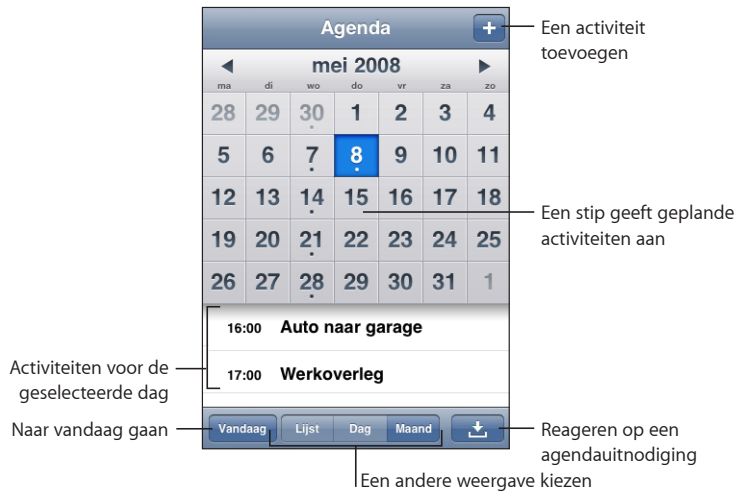 Agenda
+
Een activiteit
toevoegen
mei 2008
ma di wo do vr za zo
28 29 30 1 2 3 4
5 6 7 8 9 10 11
12 13 14 15 16 17 18
Een stip geeft geplande
activiteiten aan
19 20 21 22 23 24 25
26 27 28 29 30 31 1
16:00 Auto naar garage
17:00 Werkoverleg
Activiteiten voor de
geselecteerde dag
Naar vandaag gaan
Vandaag Lijst Dag Maand
Reageren op een
agendauitnodiging
Een andere weergave kiezen